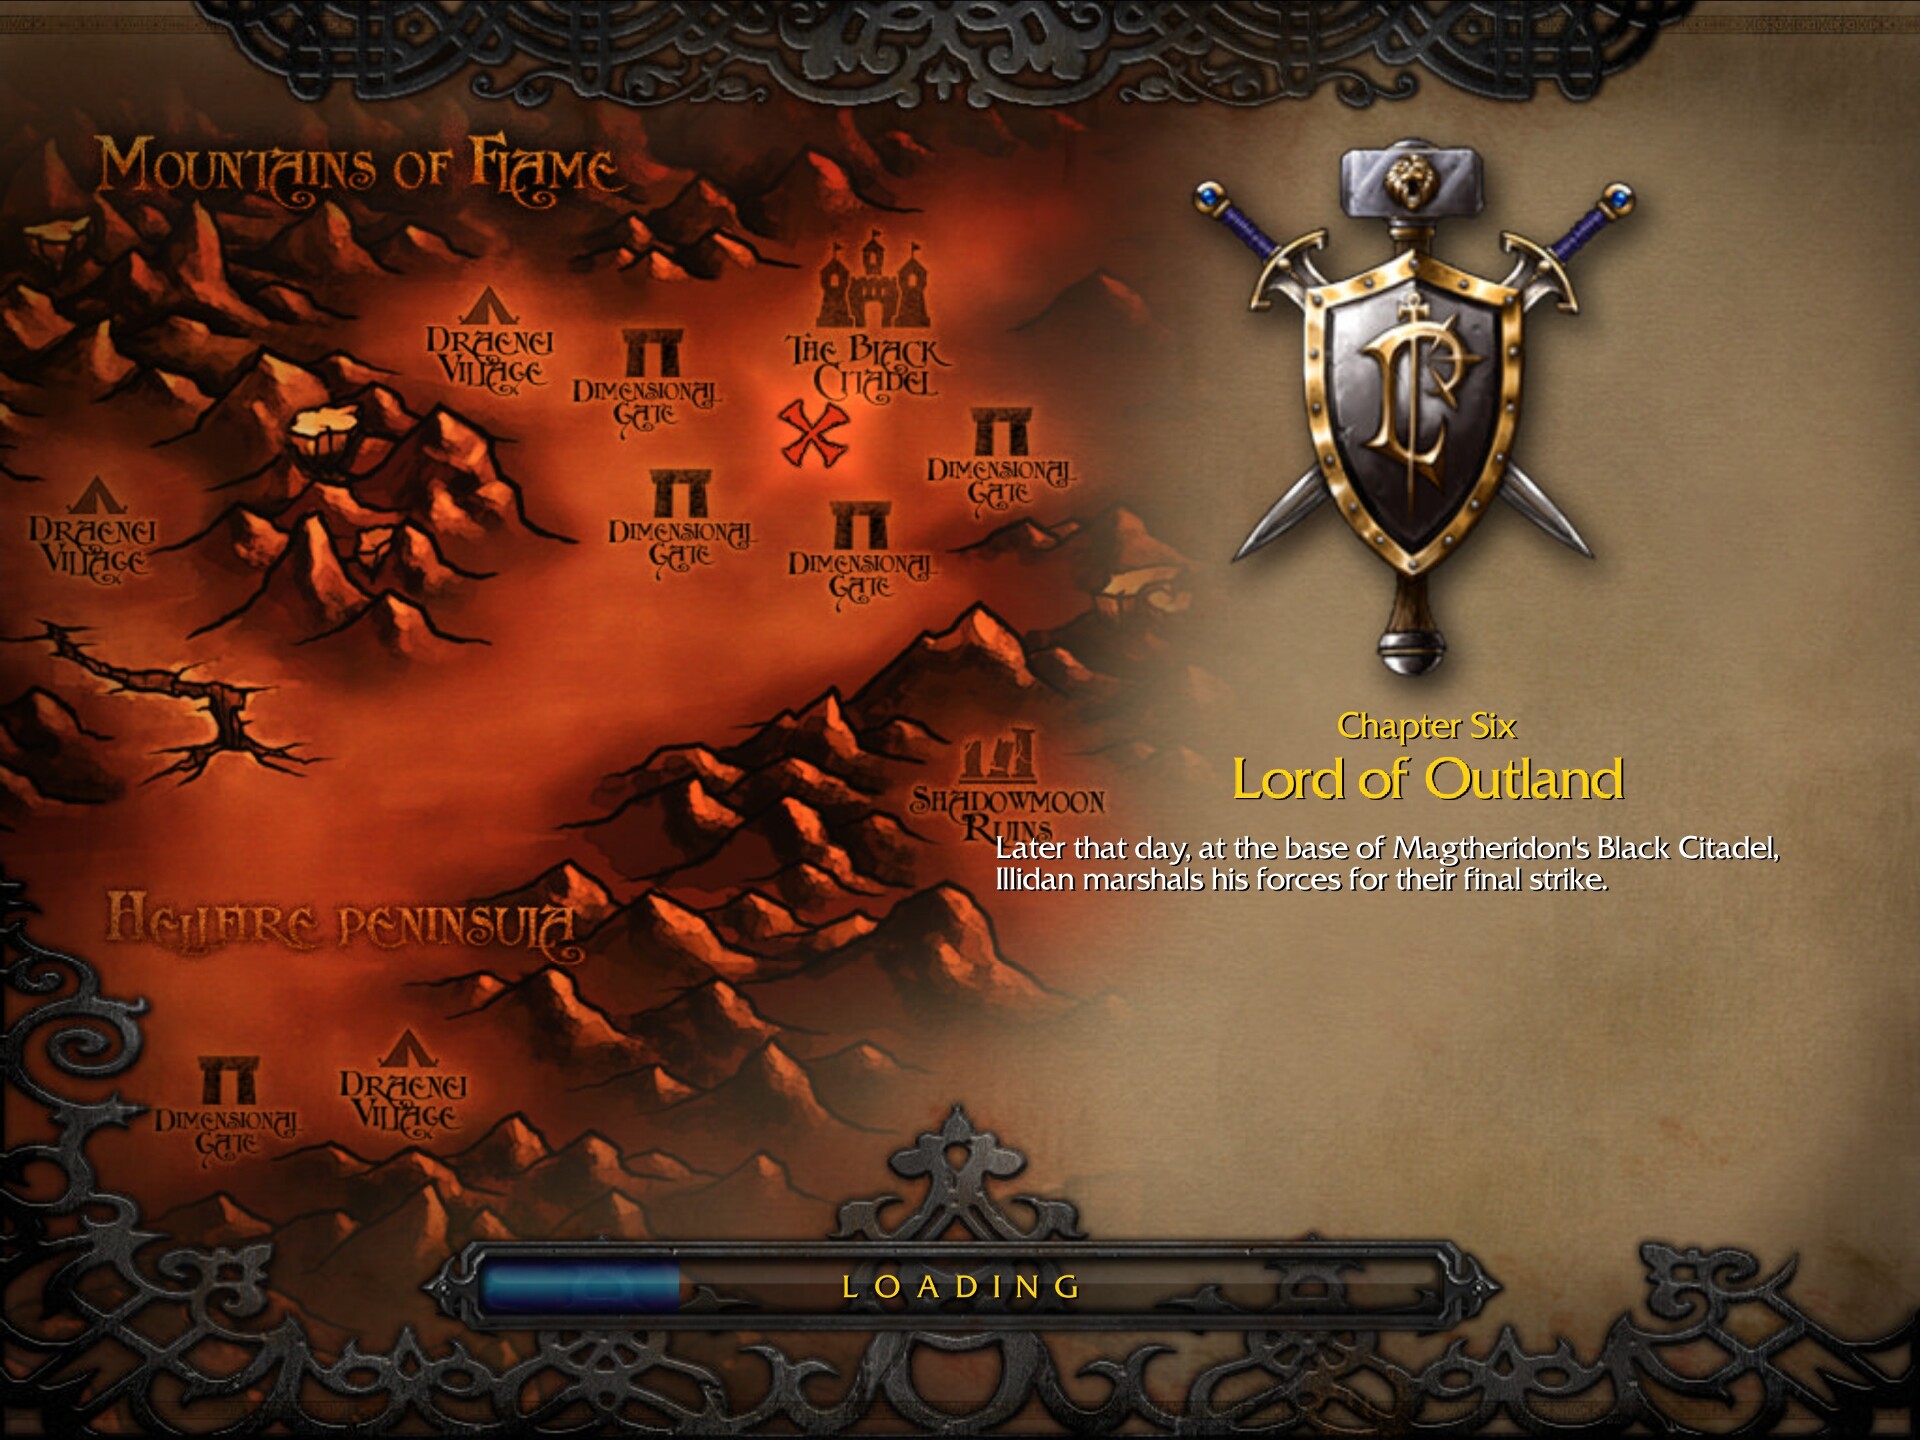 Mountains of Flame
Draenei
Village
Dimensional
Gate
The Black
Citadel
Dimensional
Gate
Draenei
Village
Dimensional
Gate
Dimensional
Gate
Shadowmoon
Ruins
Hellfire Peninsula
Draenei
Village
Dimensional
Gate
Chapter Six
Lord of Outland
Later that day, at the base of Magtheridon's Black Citadel,
Illidan marshals his forces for their final strike.
LOADING